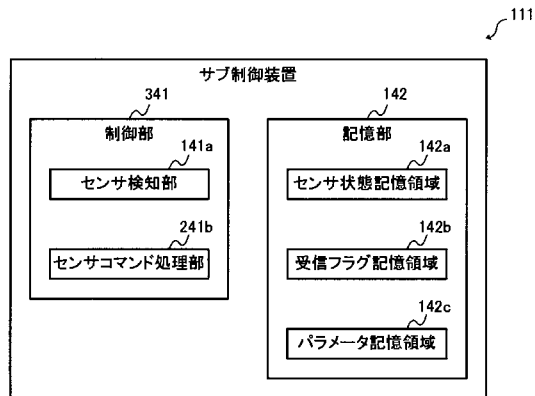 111
サブ制御装置
341
制御部
141a
センサ検知部
241b
センサコマンド処理部
142
記憶部
142a
センサ状態記憶領域
142b
受信フラグ記憶領域
142c
パラメータ記憶領域